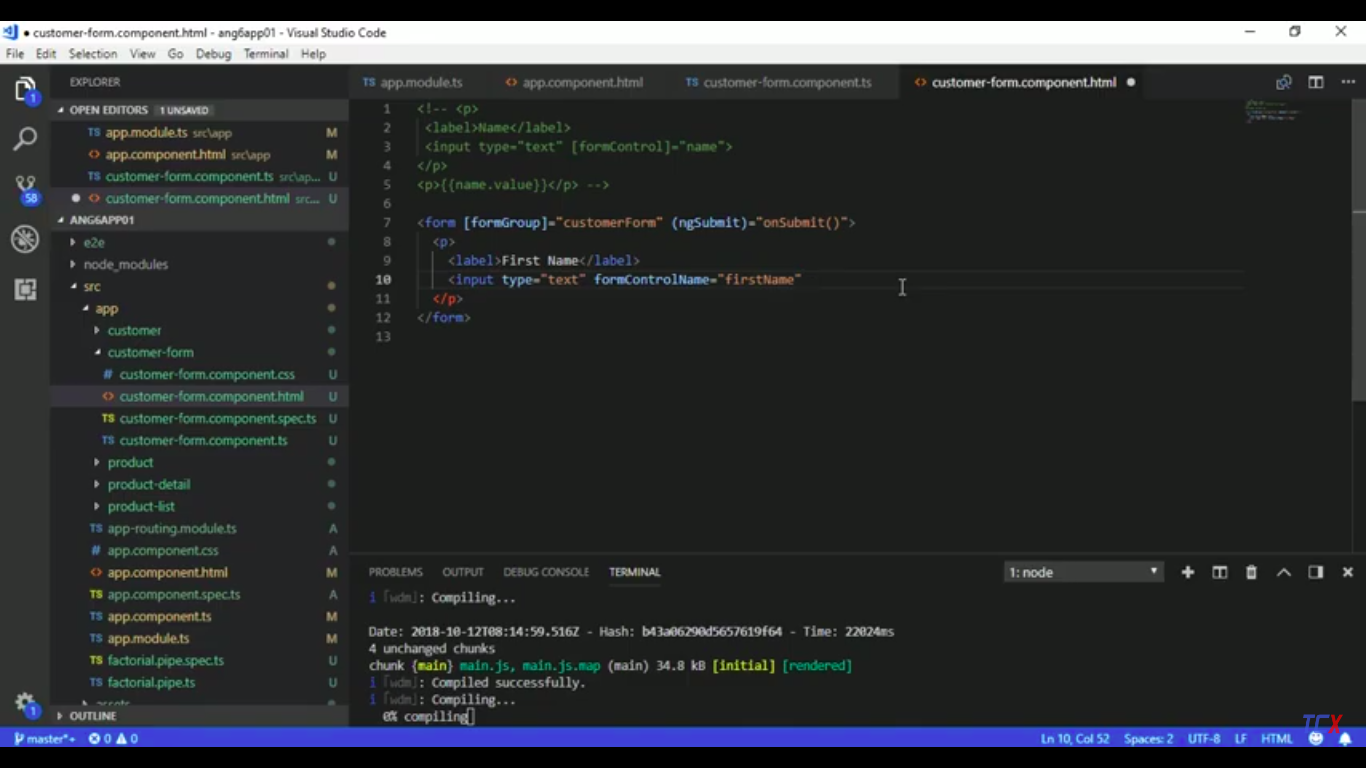 customer-form.component.html - ang6app01 - Visual Studio Code
File Edit Selection View Go Debug Terminal Help
EXPLORER
OPEN EDITORS 1 UNSAVED
TS app.module.ts src\app M
<> app.component.html src\app M
TS customer-form.component.ts src\ap... U
<> customer-form.component.html src... U
ANG6APP01
e2e
node_modules
src
app
customer
customer-form
# customer-form.component.css U
<> customer-form.component.html U
TS customer-form.component.spec.ts U
TS customer-form.component.ts U
product
product-detail
product-list
TS app-routing.module.ts A
# app.component.css A
<> app.component.html M
TS app.component.spec.ts A
TS app.component.ts M
TS app.module.ts M
TS factorial.pipe.spec.ts U
TS factorial.pipe.ts U
assets
OUTLINE
1
58
1
TS app.module.ts <> app.component.html TS customer-form.component.ts <> customer-form.component.html
1 <!-- <p>
2 <label>Name</label>
3 <input type="text" [formControl]="name">
4 </p>
5 <p>{{name.value}}</p> -->
6
7 <form [formGroup]="customerForm" (ngSubmit)="onSubmit()">
8 <p>
9 <label>First Name</label>
10 <input type="text" formControlName="firstName"
11 </p>
12 </form>
13
PROBLEMS OUTPUT DEBUG CONSOLE TERMINAL 1: node
i ｢wdm｣: Compiling...
Date: 2018-10-12T08:14:59.516Z - Hash: b43a06290d5657619f64 - Time: 22024ms
4 unchanged chunks
chunk {main} main.js, main.js.map (main) 34.8 kB [initial] [rendered]
i ｢wdm｣: Compiled successfully.
i ｢wdm｣: Compiling...
0% compiling
TCX
master*+ 0 0 Ln 10, Col 52 Spaces: 2 UTF-8 LF HTML